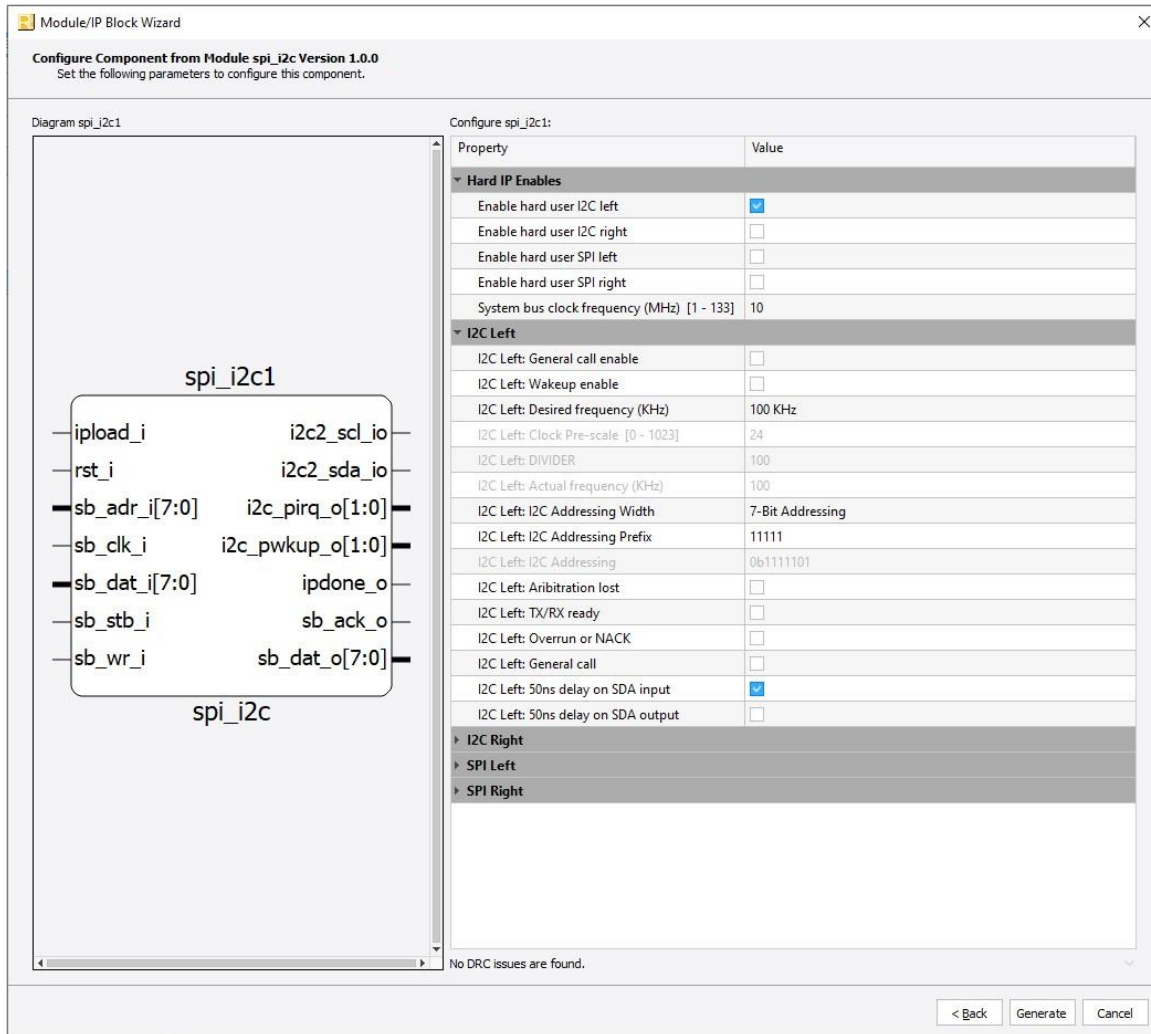 Module/IP Block Wizard
Configure Component from Module spi_i2c Version 1.0.0
Set the following parameters to configure this component.
Diagram spi_i2c1
spi_i2c1
ipload_i i2c2_scl_io
rst_i i2c2_sda_io
sb_adr_i[7:0] i2c_pirq_o[1:0]
sb_clk_i i2c_pwkup_o[1:0]
sb_dat_i[7:0] ipdone_o
sb_stb_i sb_ack_o
sb_wr_i sb_dat_o[7:0]
spi_i2c
Configure spi_i2c1:
Property Value
Hard IP Enables
Enable hard user I2C left
Enable hard user I2C right
Enable hard user SPI left
Enable hard user SPI right
System bus clock frequency (MHz) [1 - 133] 10
I2C Left
I2C Left: General call enable
I2C Left: Wakeup enable
I2C Left: Desired frequency (KHz) 100 KHz
I2C Left: Clock Pre-scale [0 - 1023] 24
I2C Left: DIVIDER 100
I2C Left: Actual frequency (KHz) 100
I2C Left: I2C Addressing Width 7-Bit Addressing
I2C Left: I2C Addressing Prefix 11111
I2C Left: I2C Addressing 0b1111101
I2C Left: Aribitration lost
I2C Left: TX/RX ready
I2C Left: Overrun or NACK
I2C Left: General call
I2C Left: 50ns delay on SDA input
I2C Left: 50ns delay on SDA output
I2C Right
SPI Left
SPI Right
No DRC issues are found.
< Back Generate Cancel